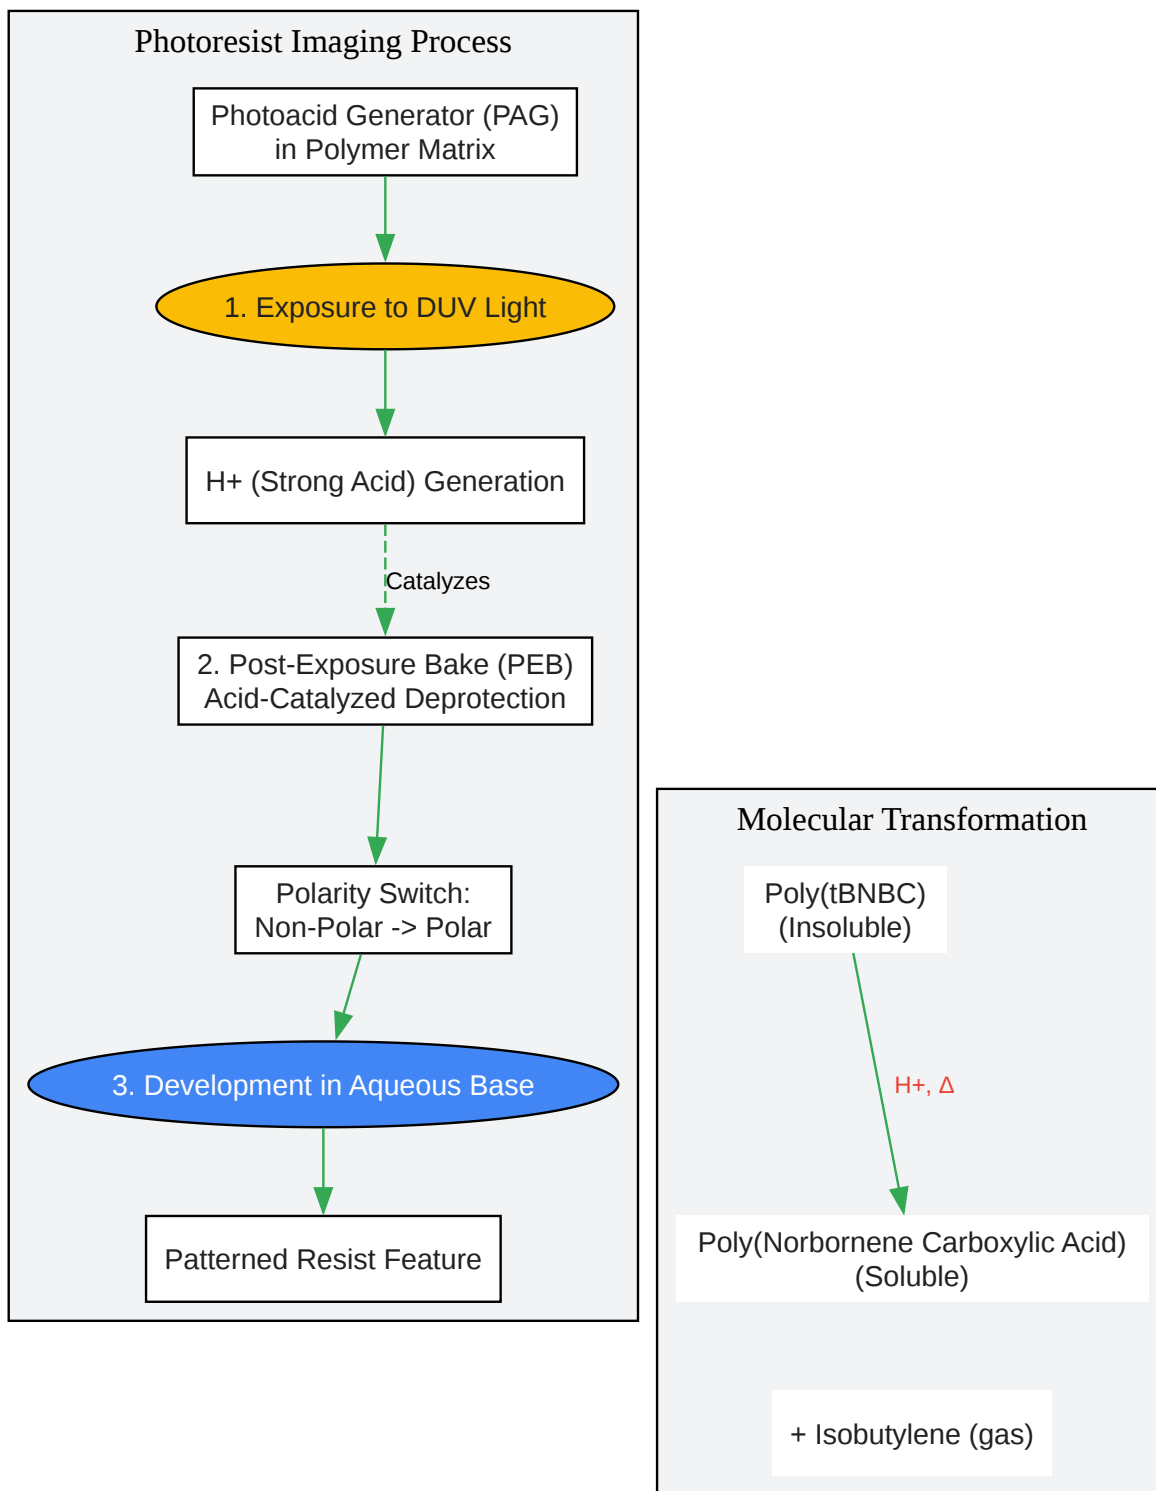 Photoresist Imaging Process
Photoacid Generator (PAG)
in Polymer Matrix
1. Exposure to DUV Light
H+ (Strong Acid) Generation
Catalyzes
2. Post-Exposure Bake (PEB)
Acid-Catalyzed Deprotection
Polarity Switch:
Non-Polar -> Polar
3. Development in Aqueous Base
Patterned Resist Feature
Molecular Transformation
Poly(tBNBC)
(Insoluble)
H+, Δ
Poly(Norbornene Carboxylic Acid)
(Soluble)
+ Isobutylene (gas)